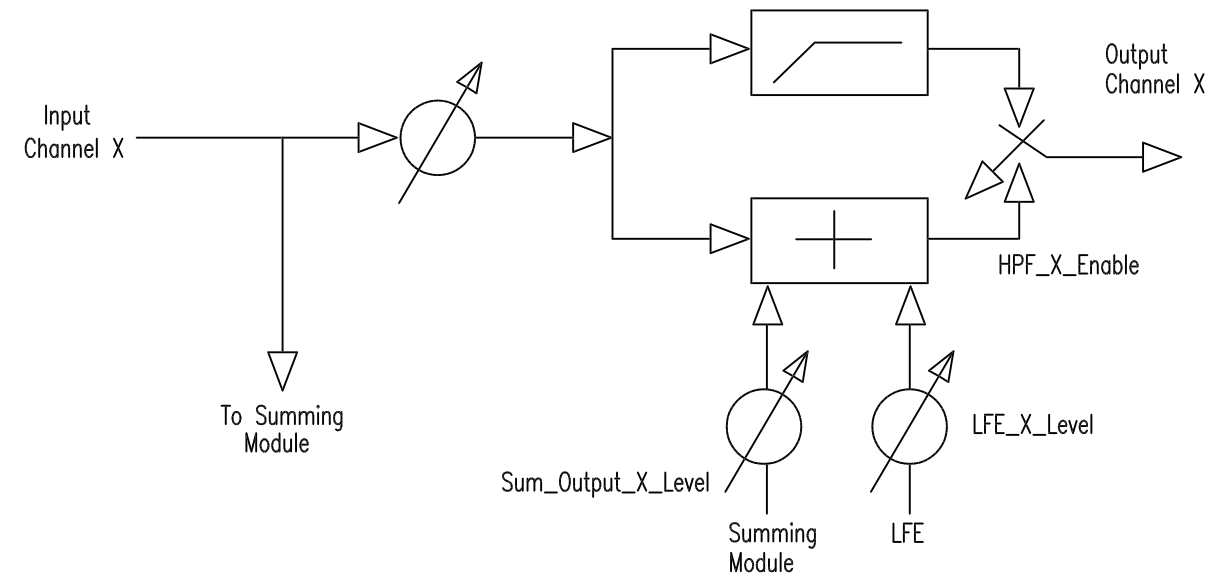 Output
Channel X
Input
Channel X
HPF_X_Enable
To Summing
Module
LFE_X_Level
Sum_Output_X_Level
Summing
Module
LFE